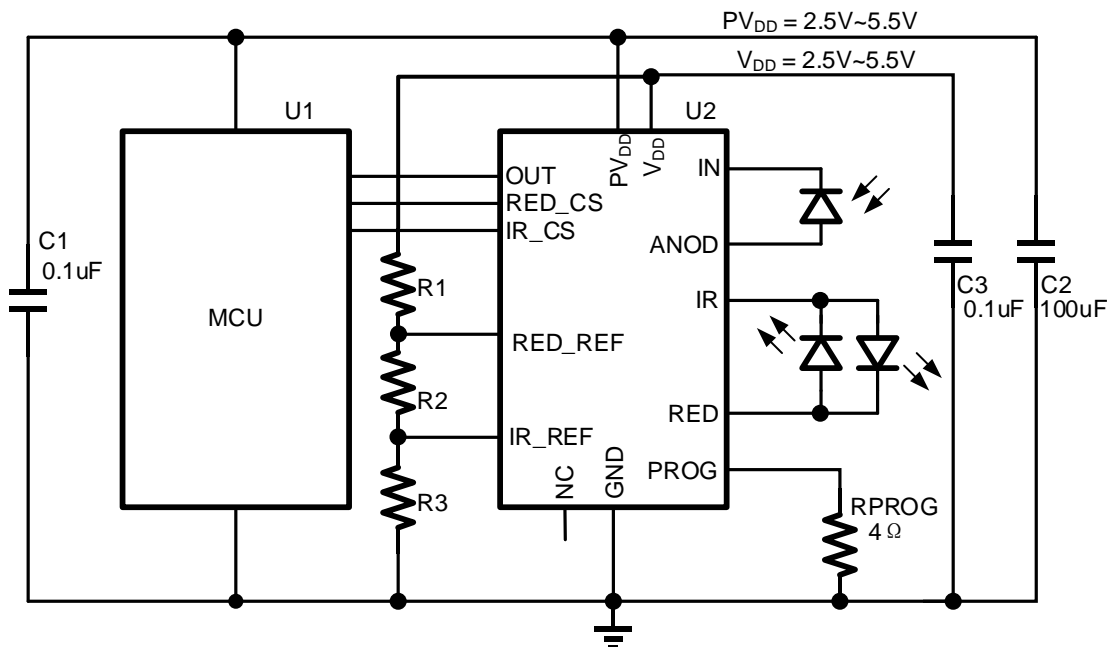 PVDD = 2.5V~5.5V
VDD = 2.5V~5.5V
U1
U2
PVDD
VDD
OUT
RED_CS
IR_CS
IN
ANOD
C1
0.1uF
MCU
R1
RED_REF
R2
IR_REF
R3
IR
RED
PROG
NC
GND
C3
0.1uF
C2
100uF
RPROG
4Ω